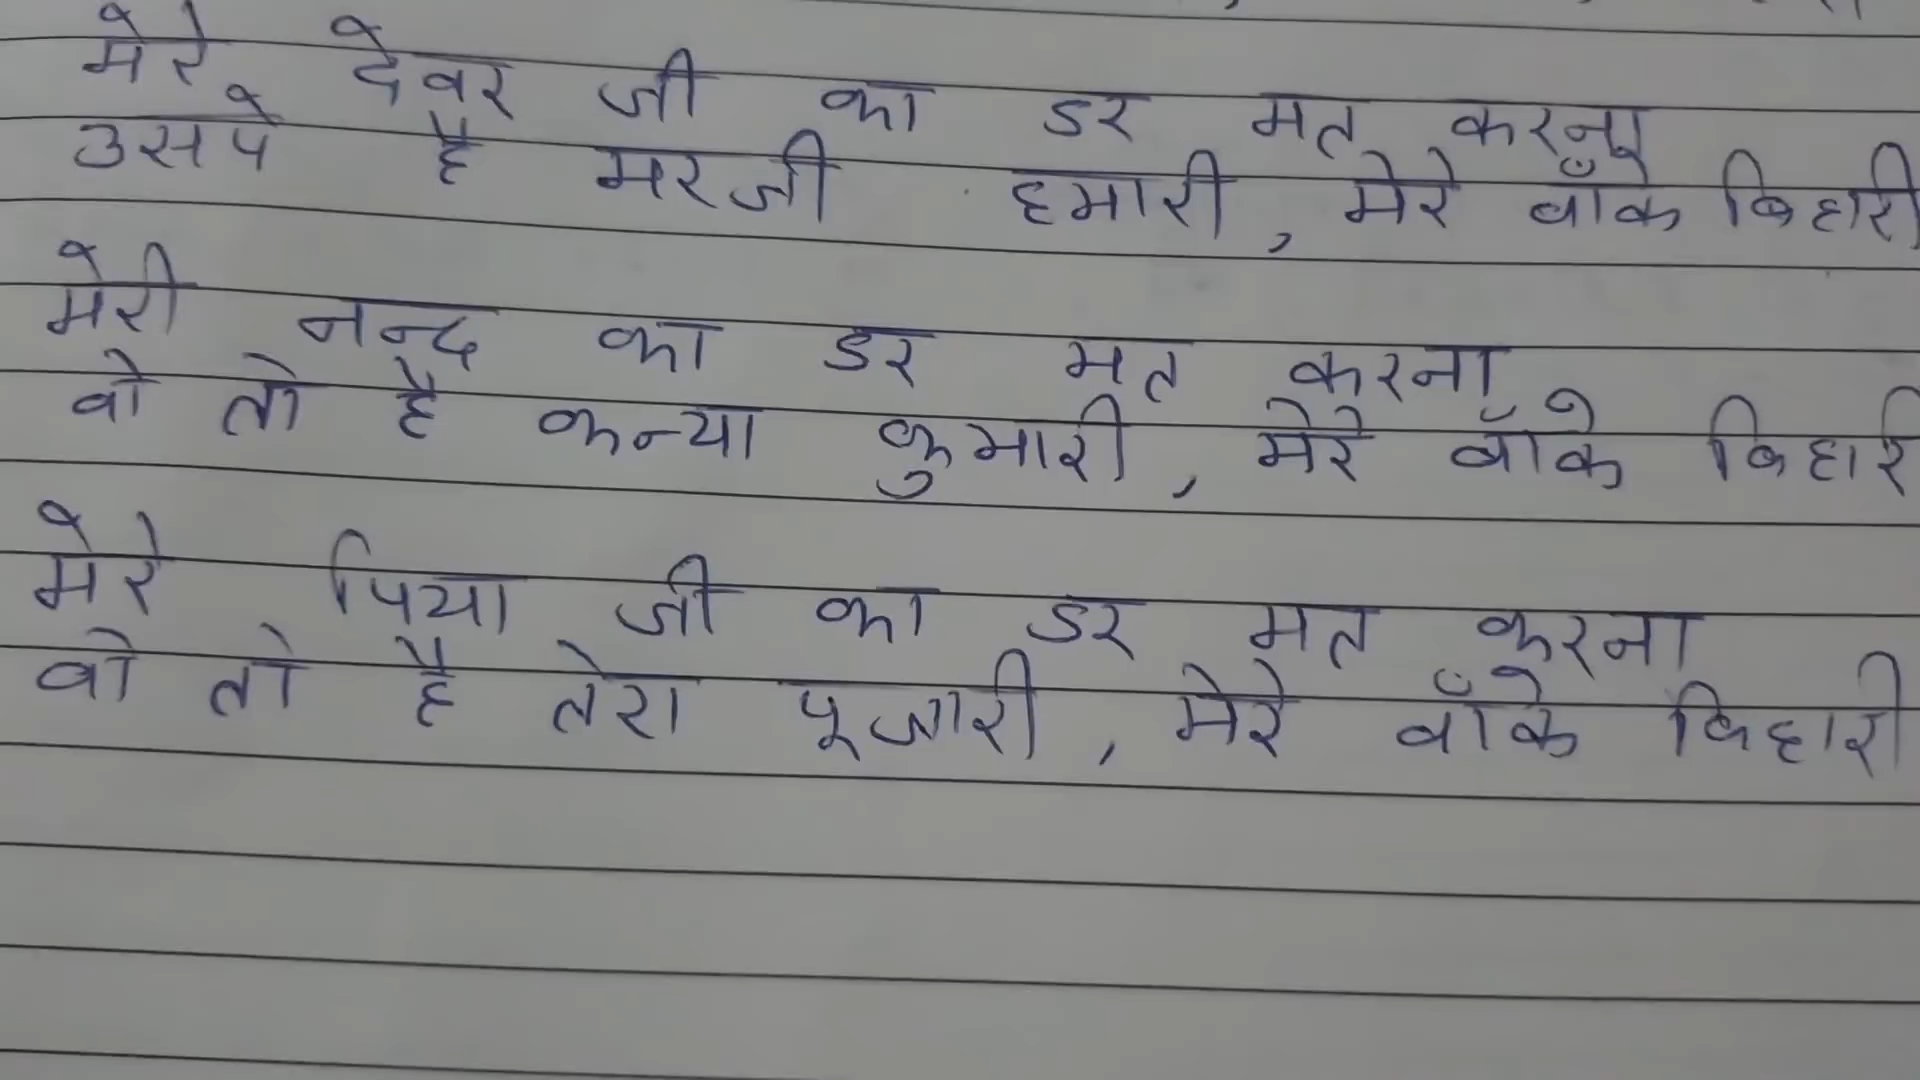 मेरे देवर जी का डर मत करना
उसपे है मरजी हमारी, मेरे बाँके बिहारी
मेरी नन्द का डर मत करना
वो तो है कन्या कुमारी, मेरे बाँके बिहारी
मेरे पिया जी का डर मत करना
वो तो है तेरा पूजारी, मेरे बाँके बिहारी